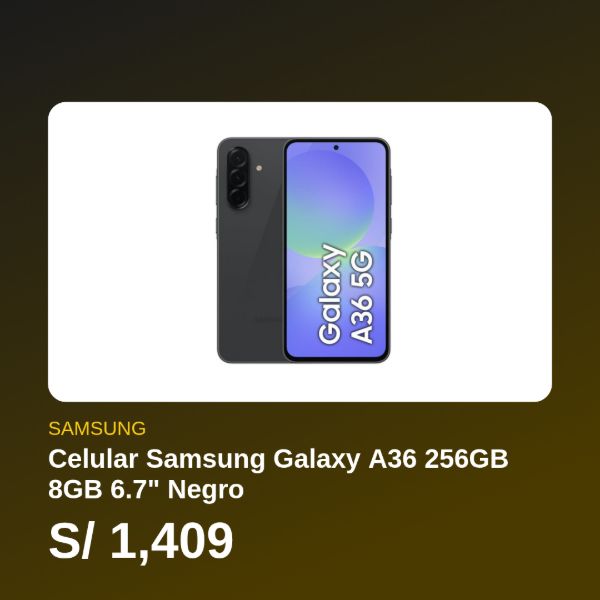 Galaxy
A36 5G
SAMSUNG
Celular Samsung Galaxy A36 256GB
8GB 6.7" Negro
S/ 1,409